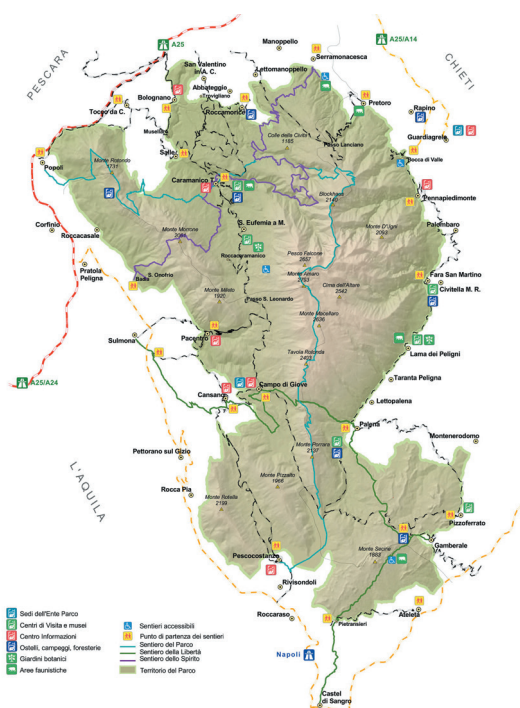 A25
A25/A14
PESCARA
CHIETI
L'AQUILA
Manoppello
Serramonacesca
San Valentino
in A. C.
Lettomanoppello
Abbateggio
Bolognano
Tocco da C.
Roccamorice
Pretoro
Rapino
Guardiagrele
Musellaro
Colle della Civita
1185
Passo Lanciano
Salle
Bocca di Valle
Monte Rotondo
1731
Popoli
Caramanico T.
Blockhaus
2140
Pennapiedimonte
Corfinio
Roccacasale
Monte Morrone
S. Eufemia a M.
Monte D'Ugni
2093
Palombaro
Pratola
Peligna
Roccacaramanico
Pesco Falcone
2657
Monte Amaro
2793
Cima dell'Altare
2542
Fara San Martino
Civitella M. R.
S. Onofrio
Badia
Monte Mileto
1920
Passo S. Leonardo
Monte Macellaro
2636
Sulmona
Pacentro
Tavola Rotonda
2403
Lama dei Peligni
A25/A24
Taranta Peligna
Campo di Giove
Cansano
Lettopalena
Palena
Montenerodomo
Pettorano sul Gizio
Monte Porrara
2137
Monte Pizzalto
1966
Rocca Pia
Monte Rotella
2129
Pizzoferrato
Gamberale
Pescocostanzo
Monte Secine
1883
Rivisondoli
Roccaraso
Ateleta
Pietransieri
Napoli
Castel
di Sangro
Sedi dell'Ente Parco
Centri di Visita e musei
Centro Informazioni
Ostelli, campeggi, foresterie
Giardini botanici
Aree faunistiche
Sentieri accessibili
Punto di partenza dei sentieri
Sentiero del Parco
Sentiero della Libertà
Sentiero dello Spirito
Territorio del Parco